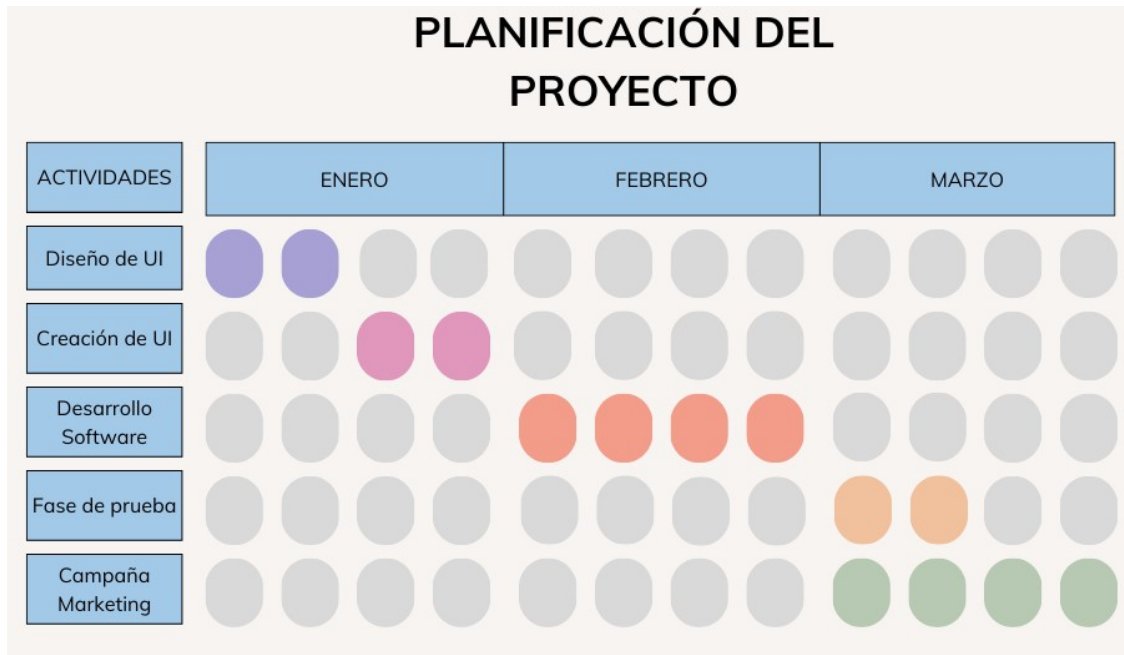 PLANIFICACIÓN DEL
PROYECTO
ACTIVIDADES
ENERO
FEBRERO
MARZO
Diseño de UI
Creación de UI
Desarrollo
Software
Fase de prueba
Campaña
Marketing